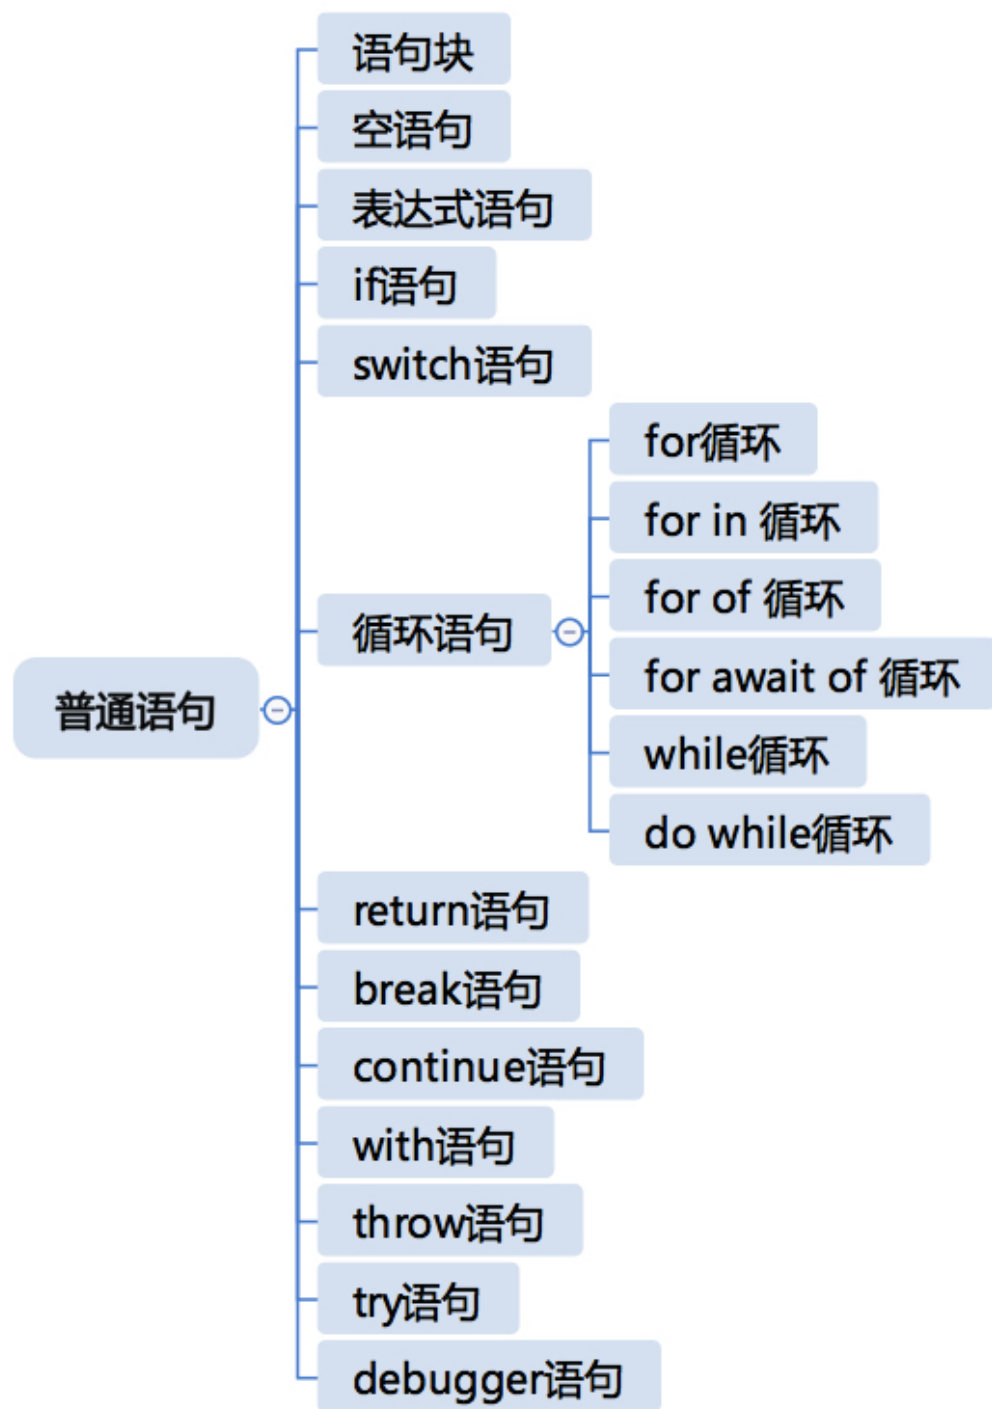 语句块
空语句
表达式语句
if语句
switch语句
for循环
for in 循环
for of 循环
循环语句
for await of 循环
普通语句
while循环
do while循环
return语句
break语句
continue语句
with语句
throw语句
try语句
debugger语句